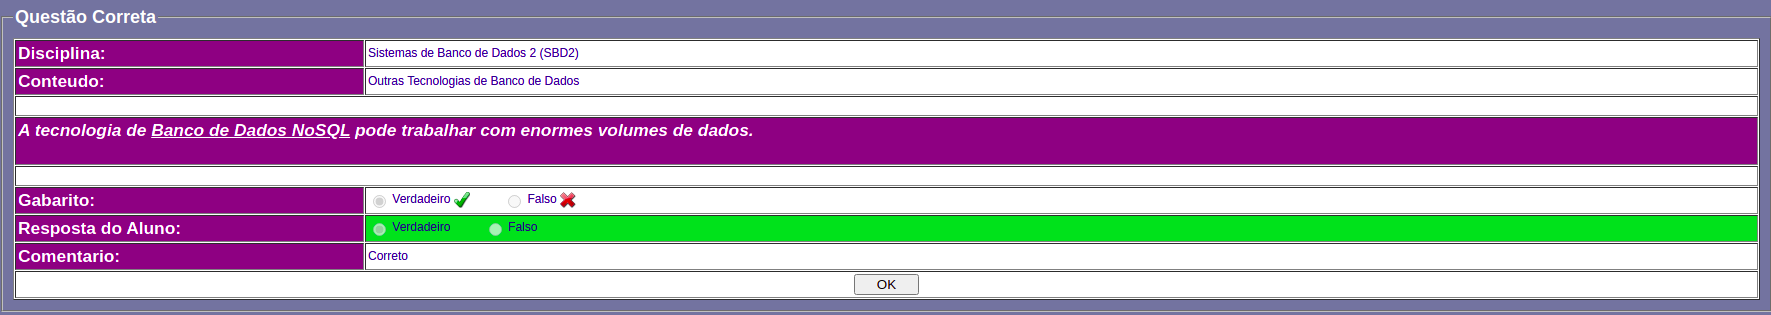 Questão Correta
Disciplina: Sistemas de Banco de Dados 2 (SBD2)
Conteudo: Outras Tecnologias de Banco de Dados
A tecnologia de Banco de Dados NoSQL pode trabalhar com enormes volumes de dados.
Gabarito: Verdadeiro Falso
Resposta do Aluno: Verdadeiro Falso
Comentario: Correto
OK